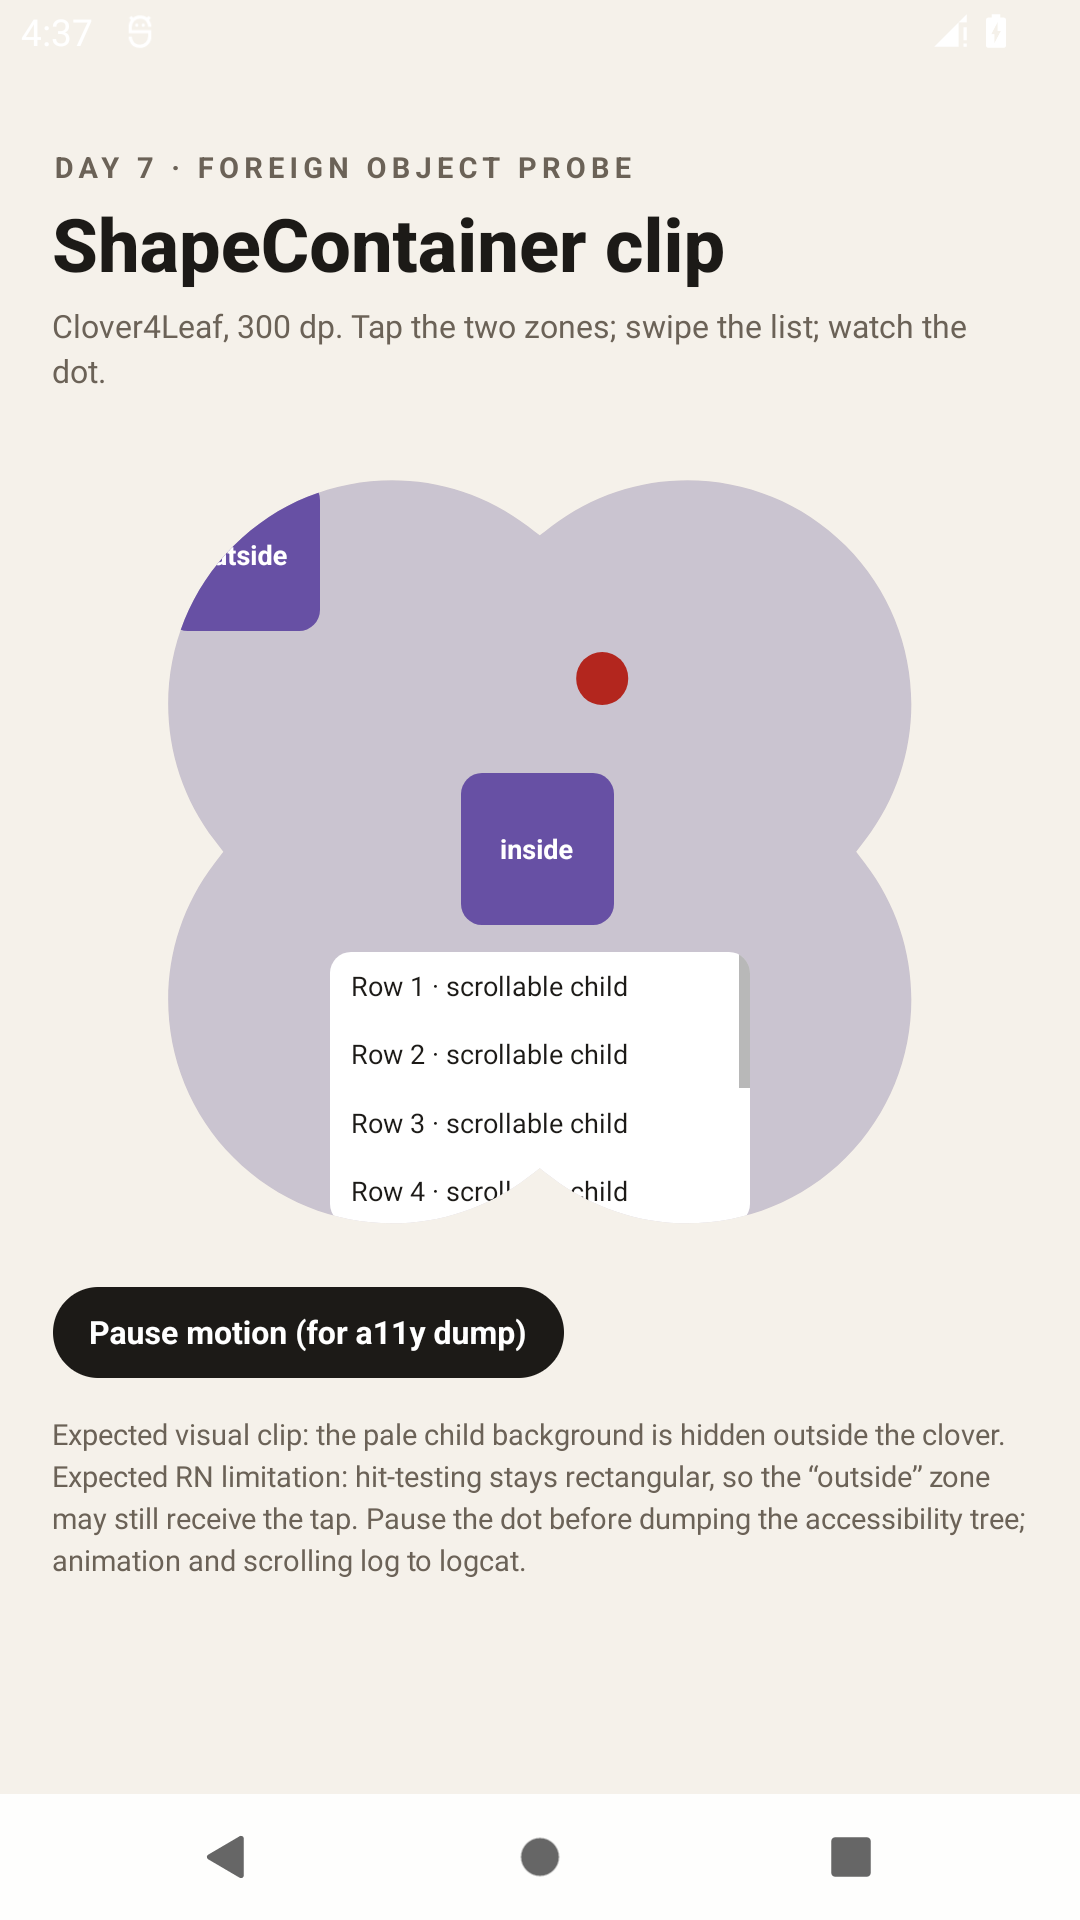 4:37
DAY 7 · FOREIGN OBJECT PROBE
ShapeContainer clip
Clover4Leaf, 300 dp. Tap the two zones; swipe the list; watch the
dot.
inside
Row 1 · scrollable child
Row 2 · scrollable child
Row 3 · scrollable child
Row 4 · child
Pause motion (for a11y dump)
Expected visual clip: the pale child background is hidden outside the clover.
Expected RN limitation: hit-testing stays rectangular, so the “outside” zone
may still receive the tap. Pause the dot before dumping the accessibility tree;
animation and scrolling log to logcat.